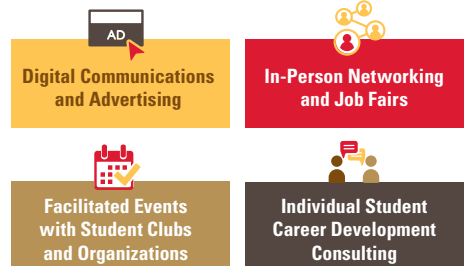 AD
Digital Communications
and Advertising
In-Person Networking
and Job Fairs
Facilitated Events
with Student Clubs
and Organizations
Individual Student
Career Development
Consulting